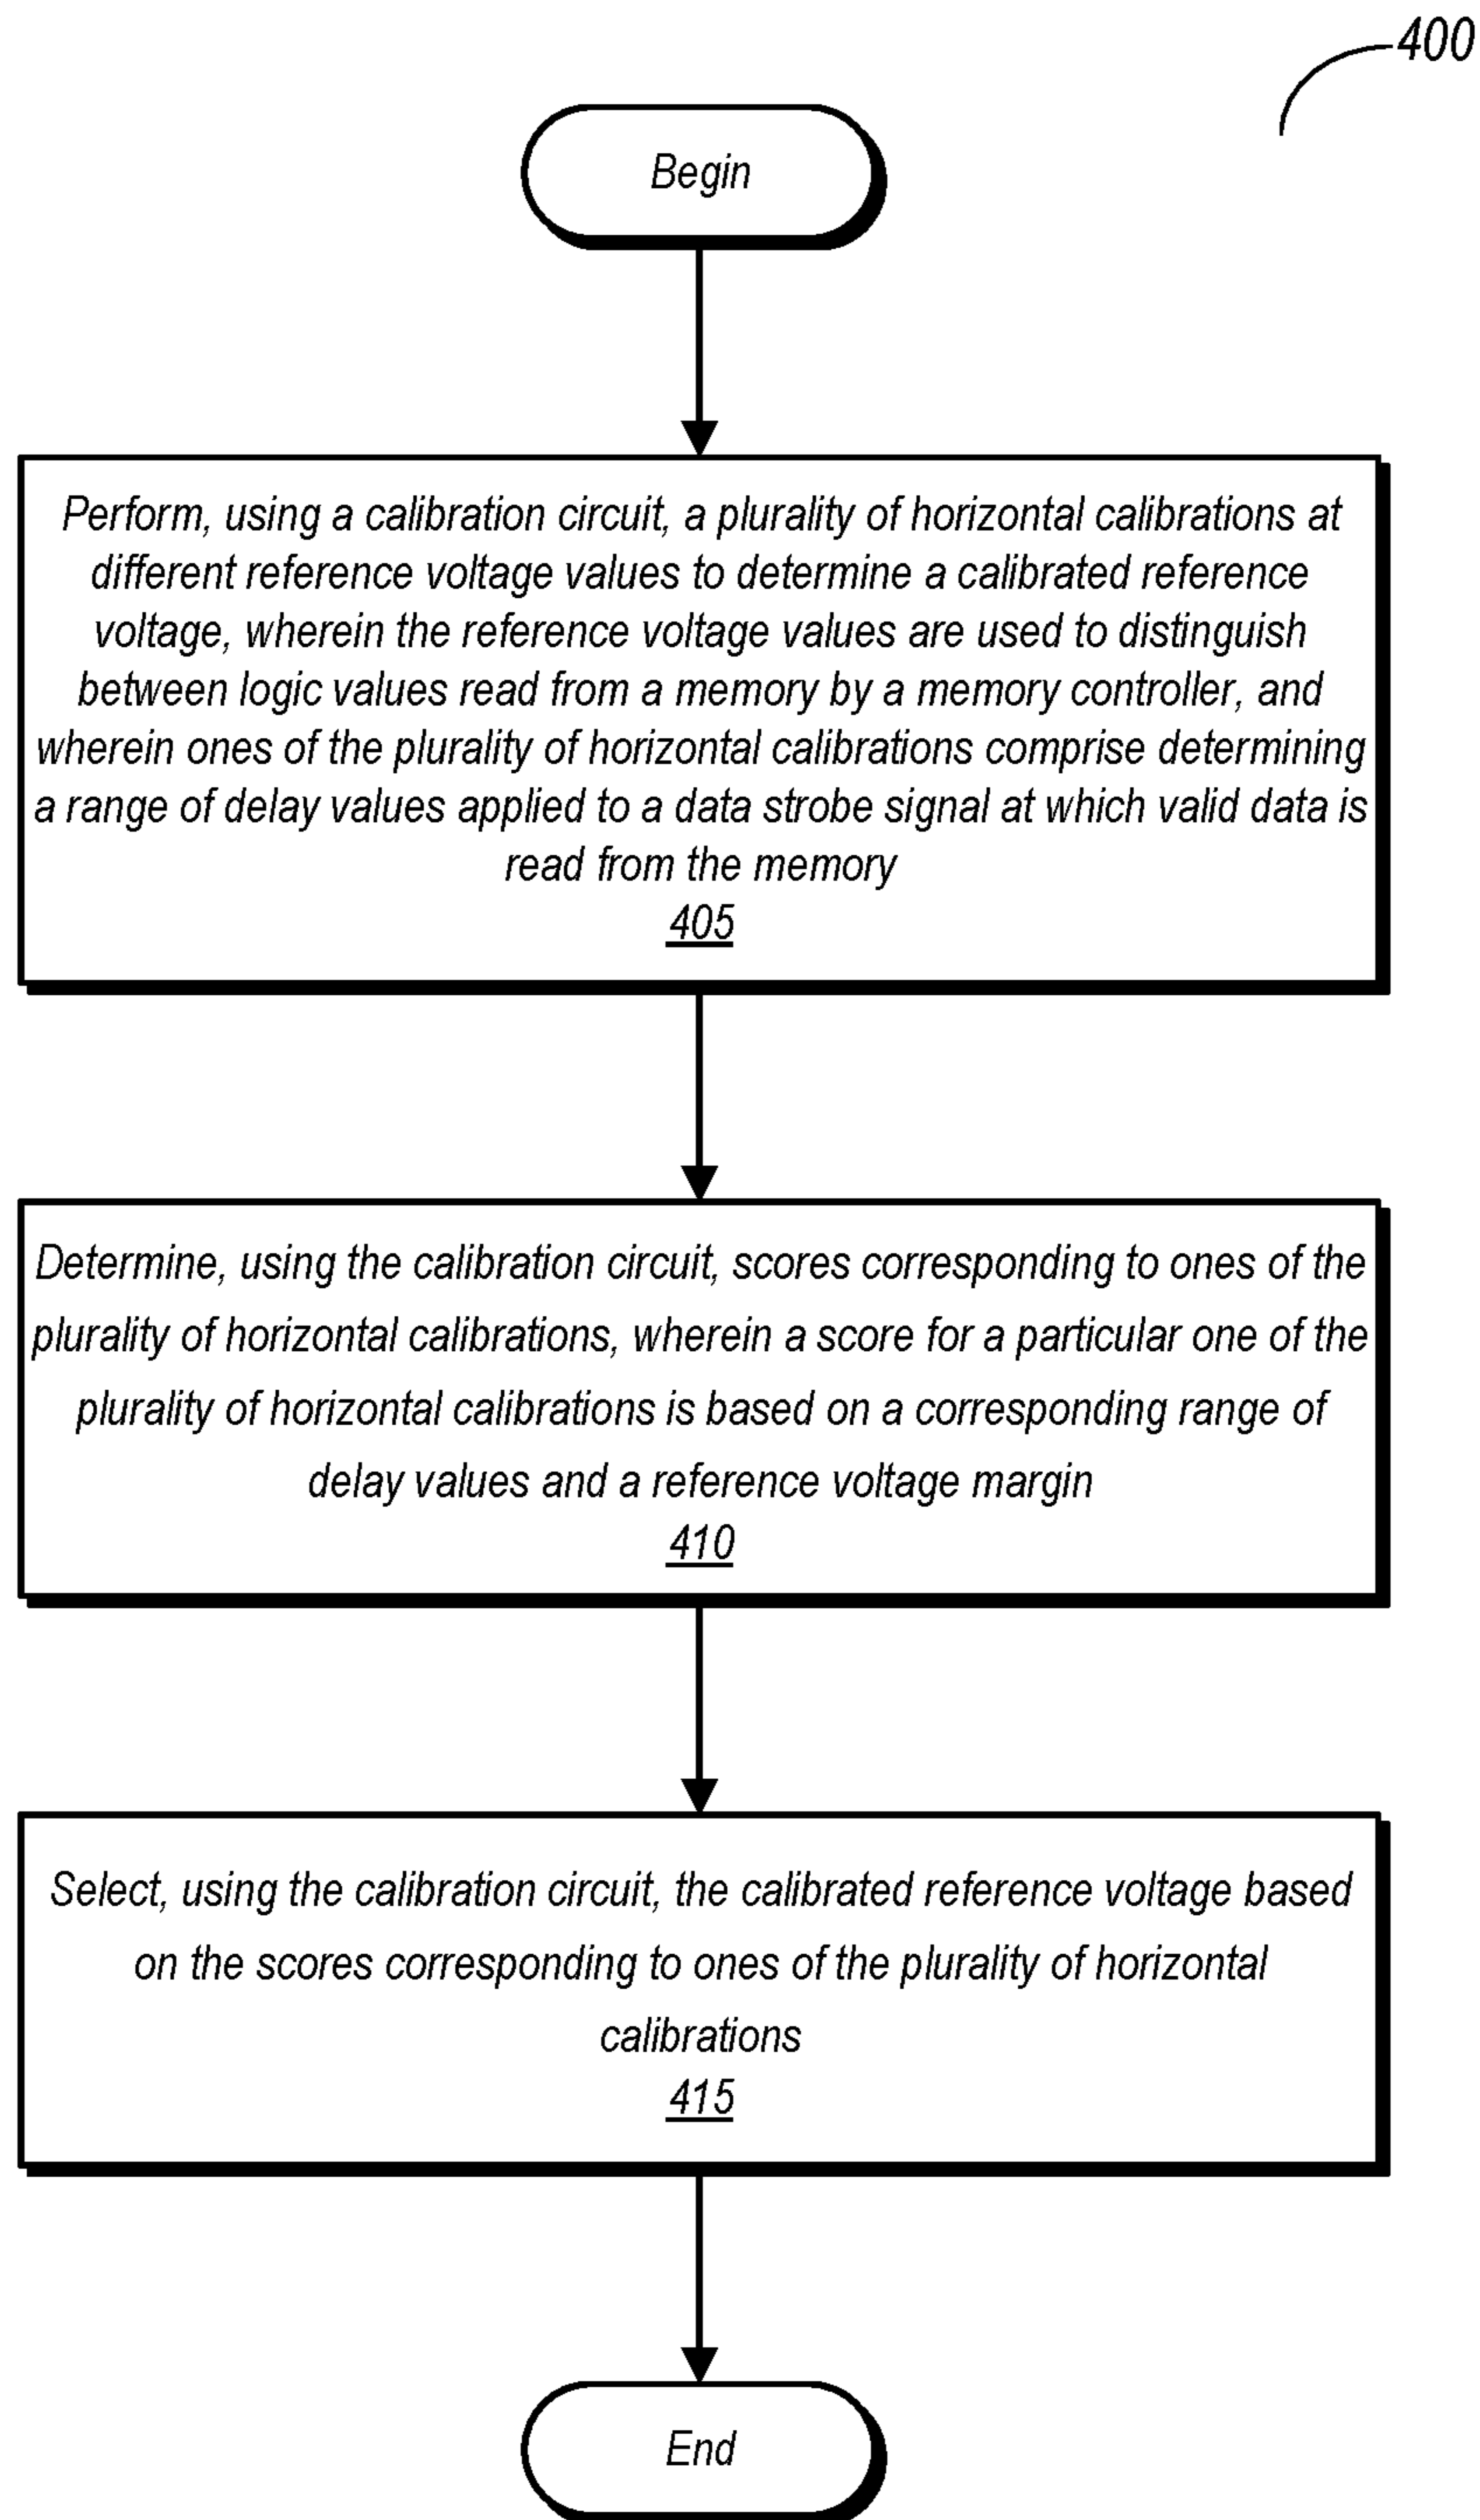 400
Begin
Perform, using a calibration circuit, a plurality of horizontal calibrations at
different reference voltage values to determine a calibrated reference
voltage, wherein the reference voltage values are used to distinguish
between logic values read from a memory by a memory controller, and
wherein ones of the plurality of horizontal calibrations comprise determining
a range of delay values applied to a data strobe signal at which valid data is
read from the memory
405
Determine, using the calibration circuit, scores corresponding to ones of the
plurality of horizontal calibrations, wherein a score for a particular one of the
plurality of horizontal calibrations is based on a corresponding range of
delay values and a reference voltage margin
410
Select, using the calibration circuit, the calibrated reference voltage based
on the scores corresponding to ones of the plurality of horizontal
calibrations
415
End